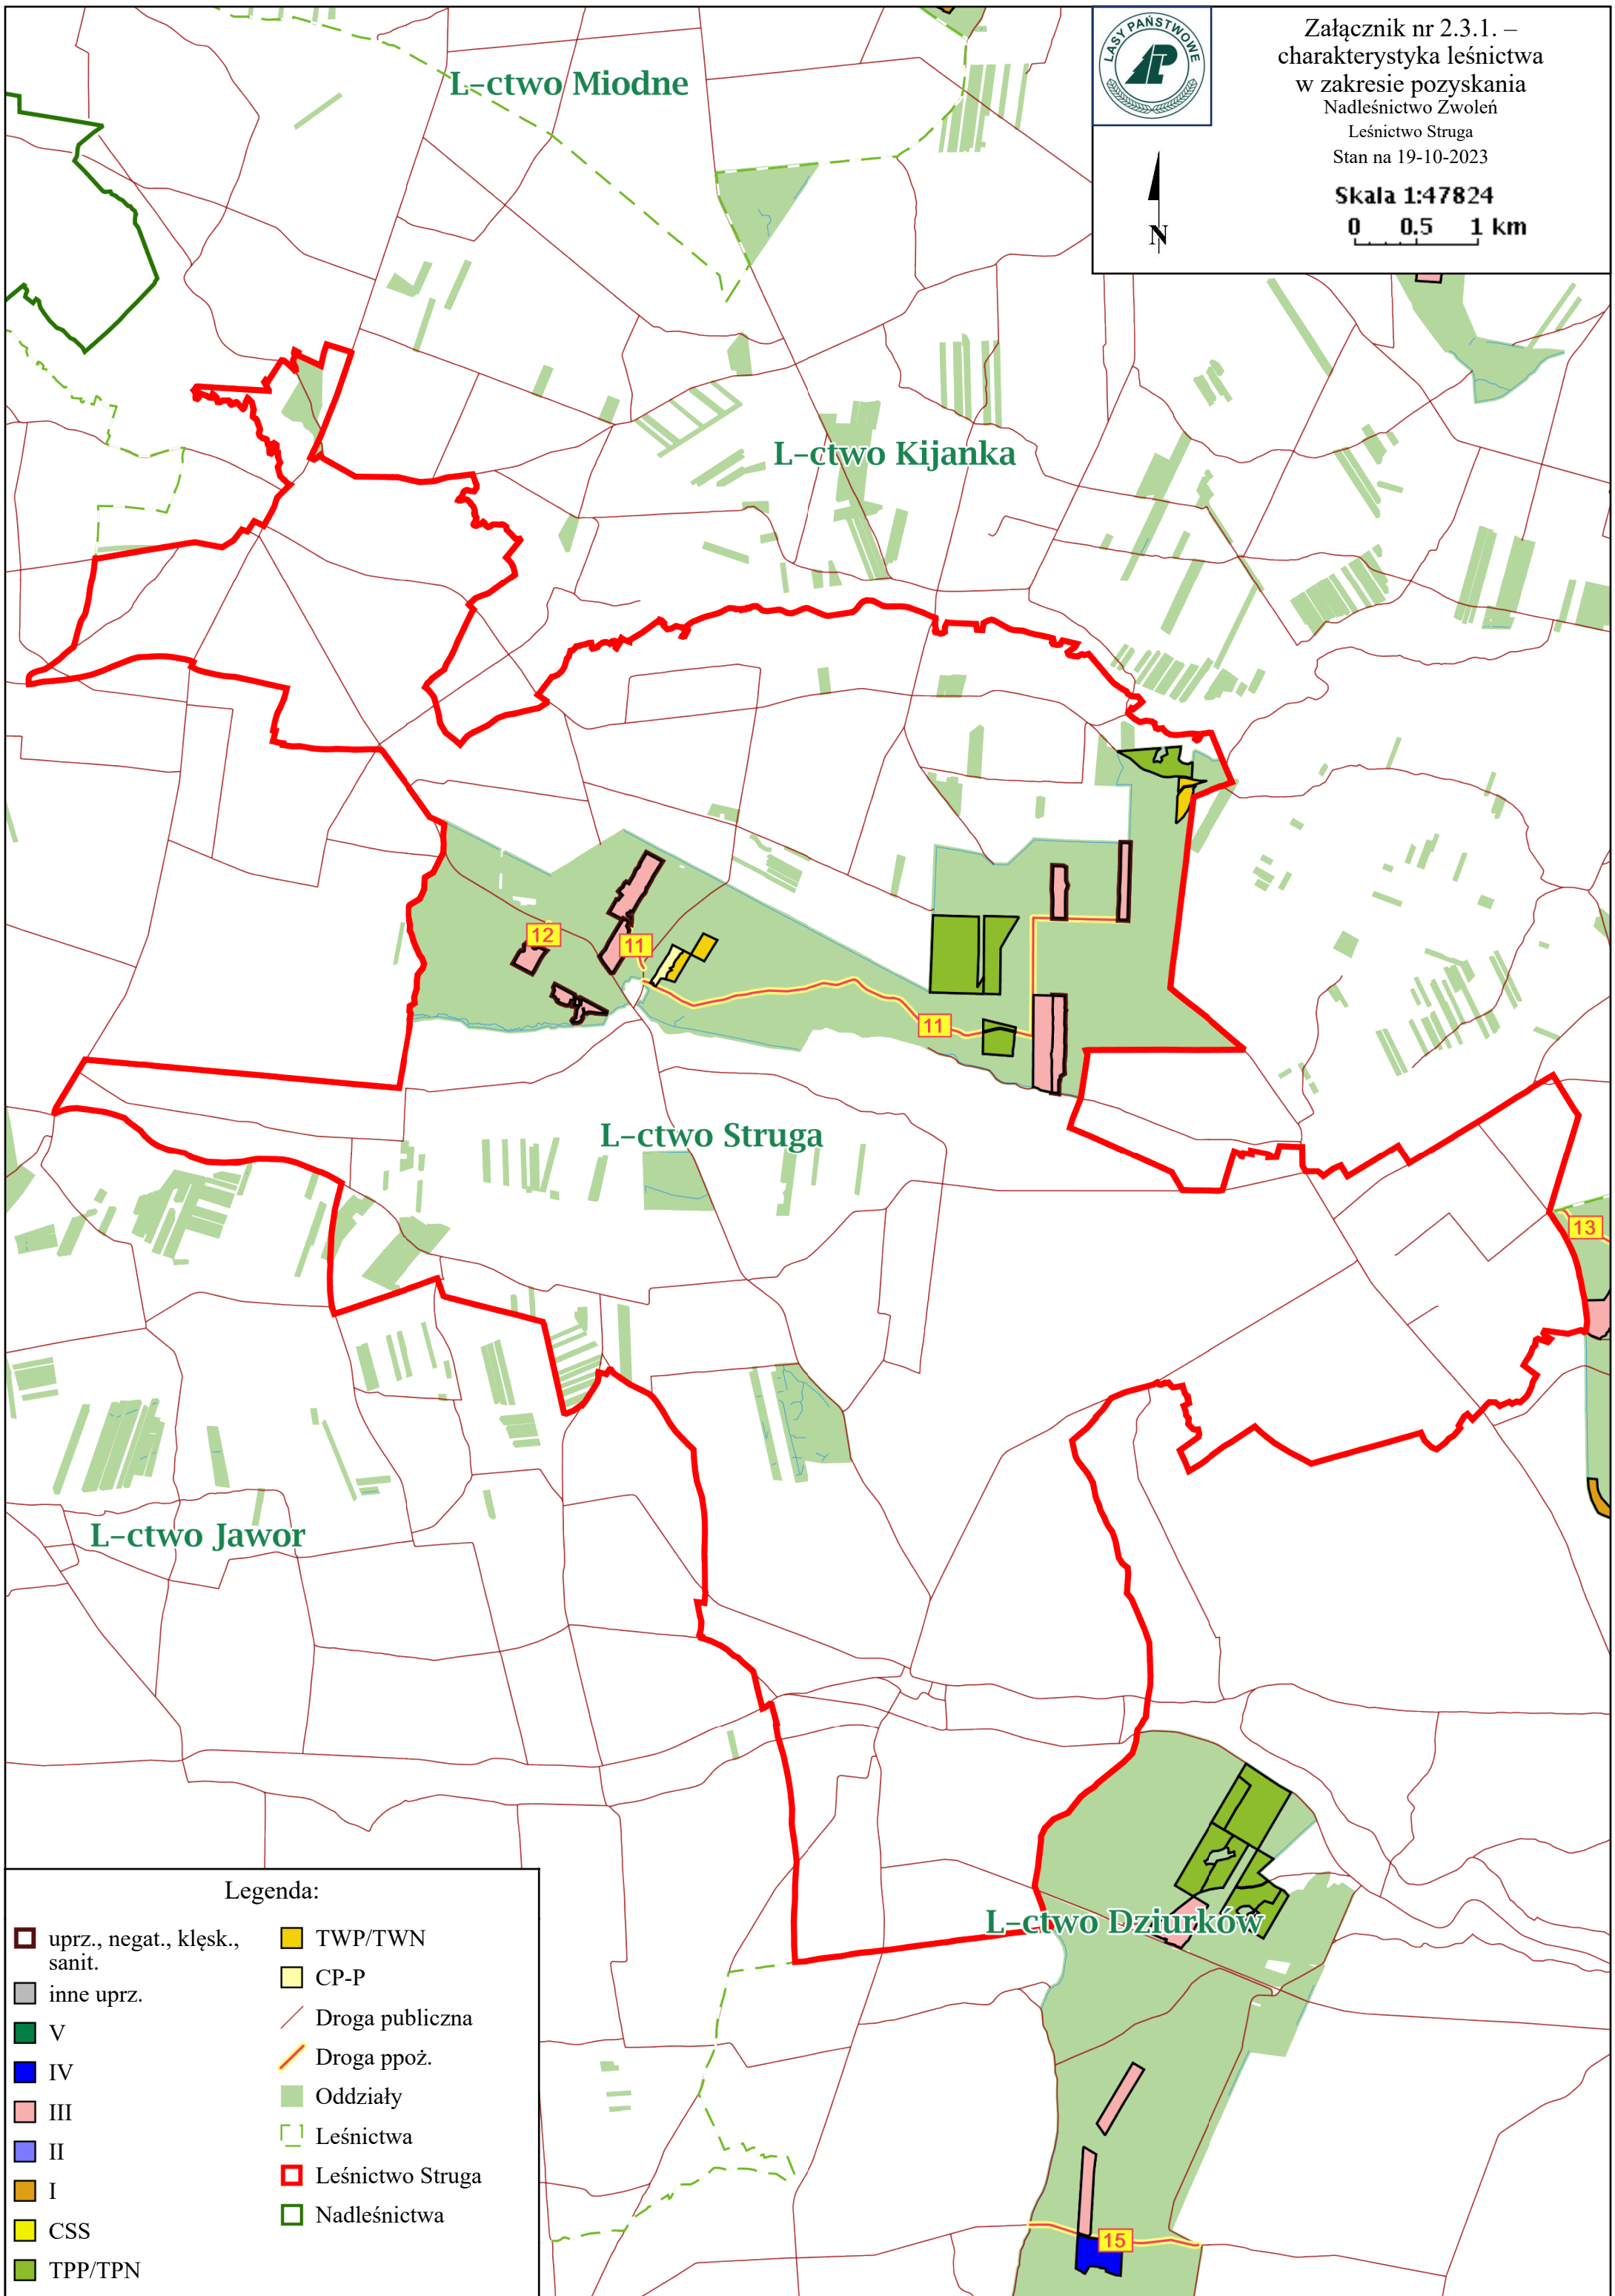 LASY PAŃSTWOWE
LP
Załącznik nr 2.3.1. –
charakterystyka leśnictwa
w zakresie pozyskania
Nadleśnictwo Zwoleń
Leśnictwo Struga
Stan na 19-10-2023
Skala 1:47824
0 0.5 1 km
N
L-ctwo Miodne
L-ctwo Kijanka
12
11
11
L-ctwo Struga
13
L-ctwo Jawor
L-ctwo Dziurków
15
Legenda:
uprz., negat., klęsk.,
sanit.
inne uprz.
V
IV
III
II
I
CSS
TPP/TPN
TWP/TWN
CP-P
Droga publiczna
Droga ppoż.
Oddziały
Leśnictwa
Leśnictwo Struga
Nadleśnictwa